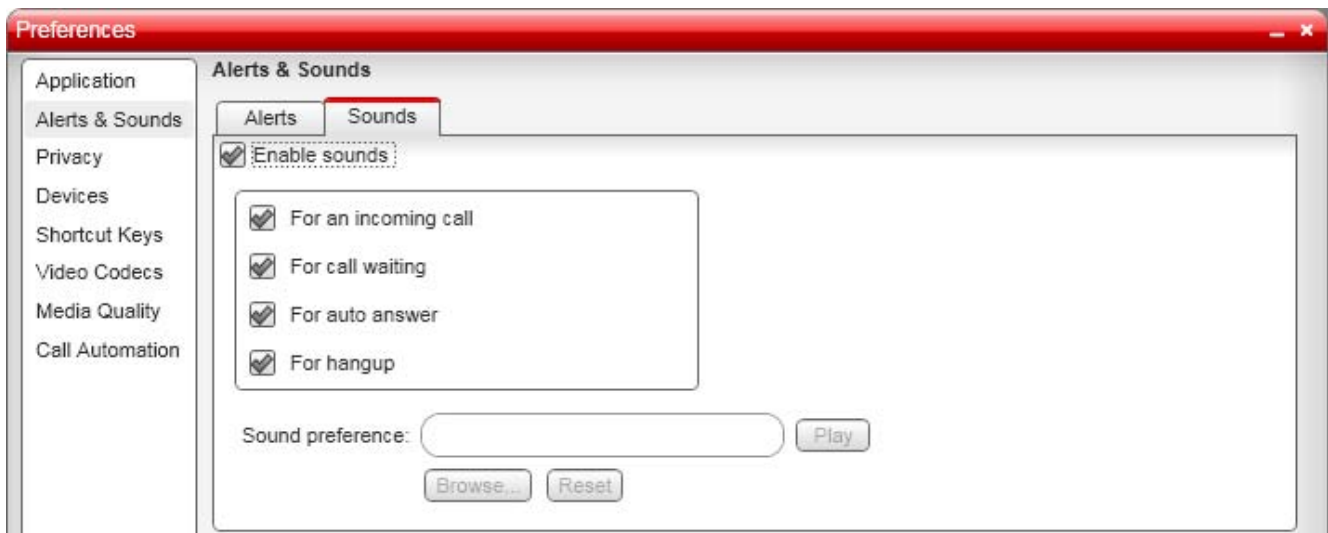 Preferences
Application
Alerts & Sounds
Privacy
Devices
Shortcut Keys
Video Codecs
Media Quality
Call Automation
Alerts & Sounds
Alerts Sounds
Enable sounds
For an incoming call
For call waiting
For auto answer
For hangup
Sound preference: Play
Browse... Reset